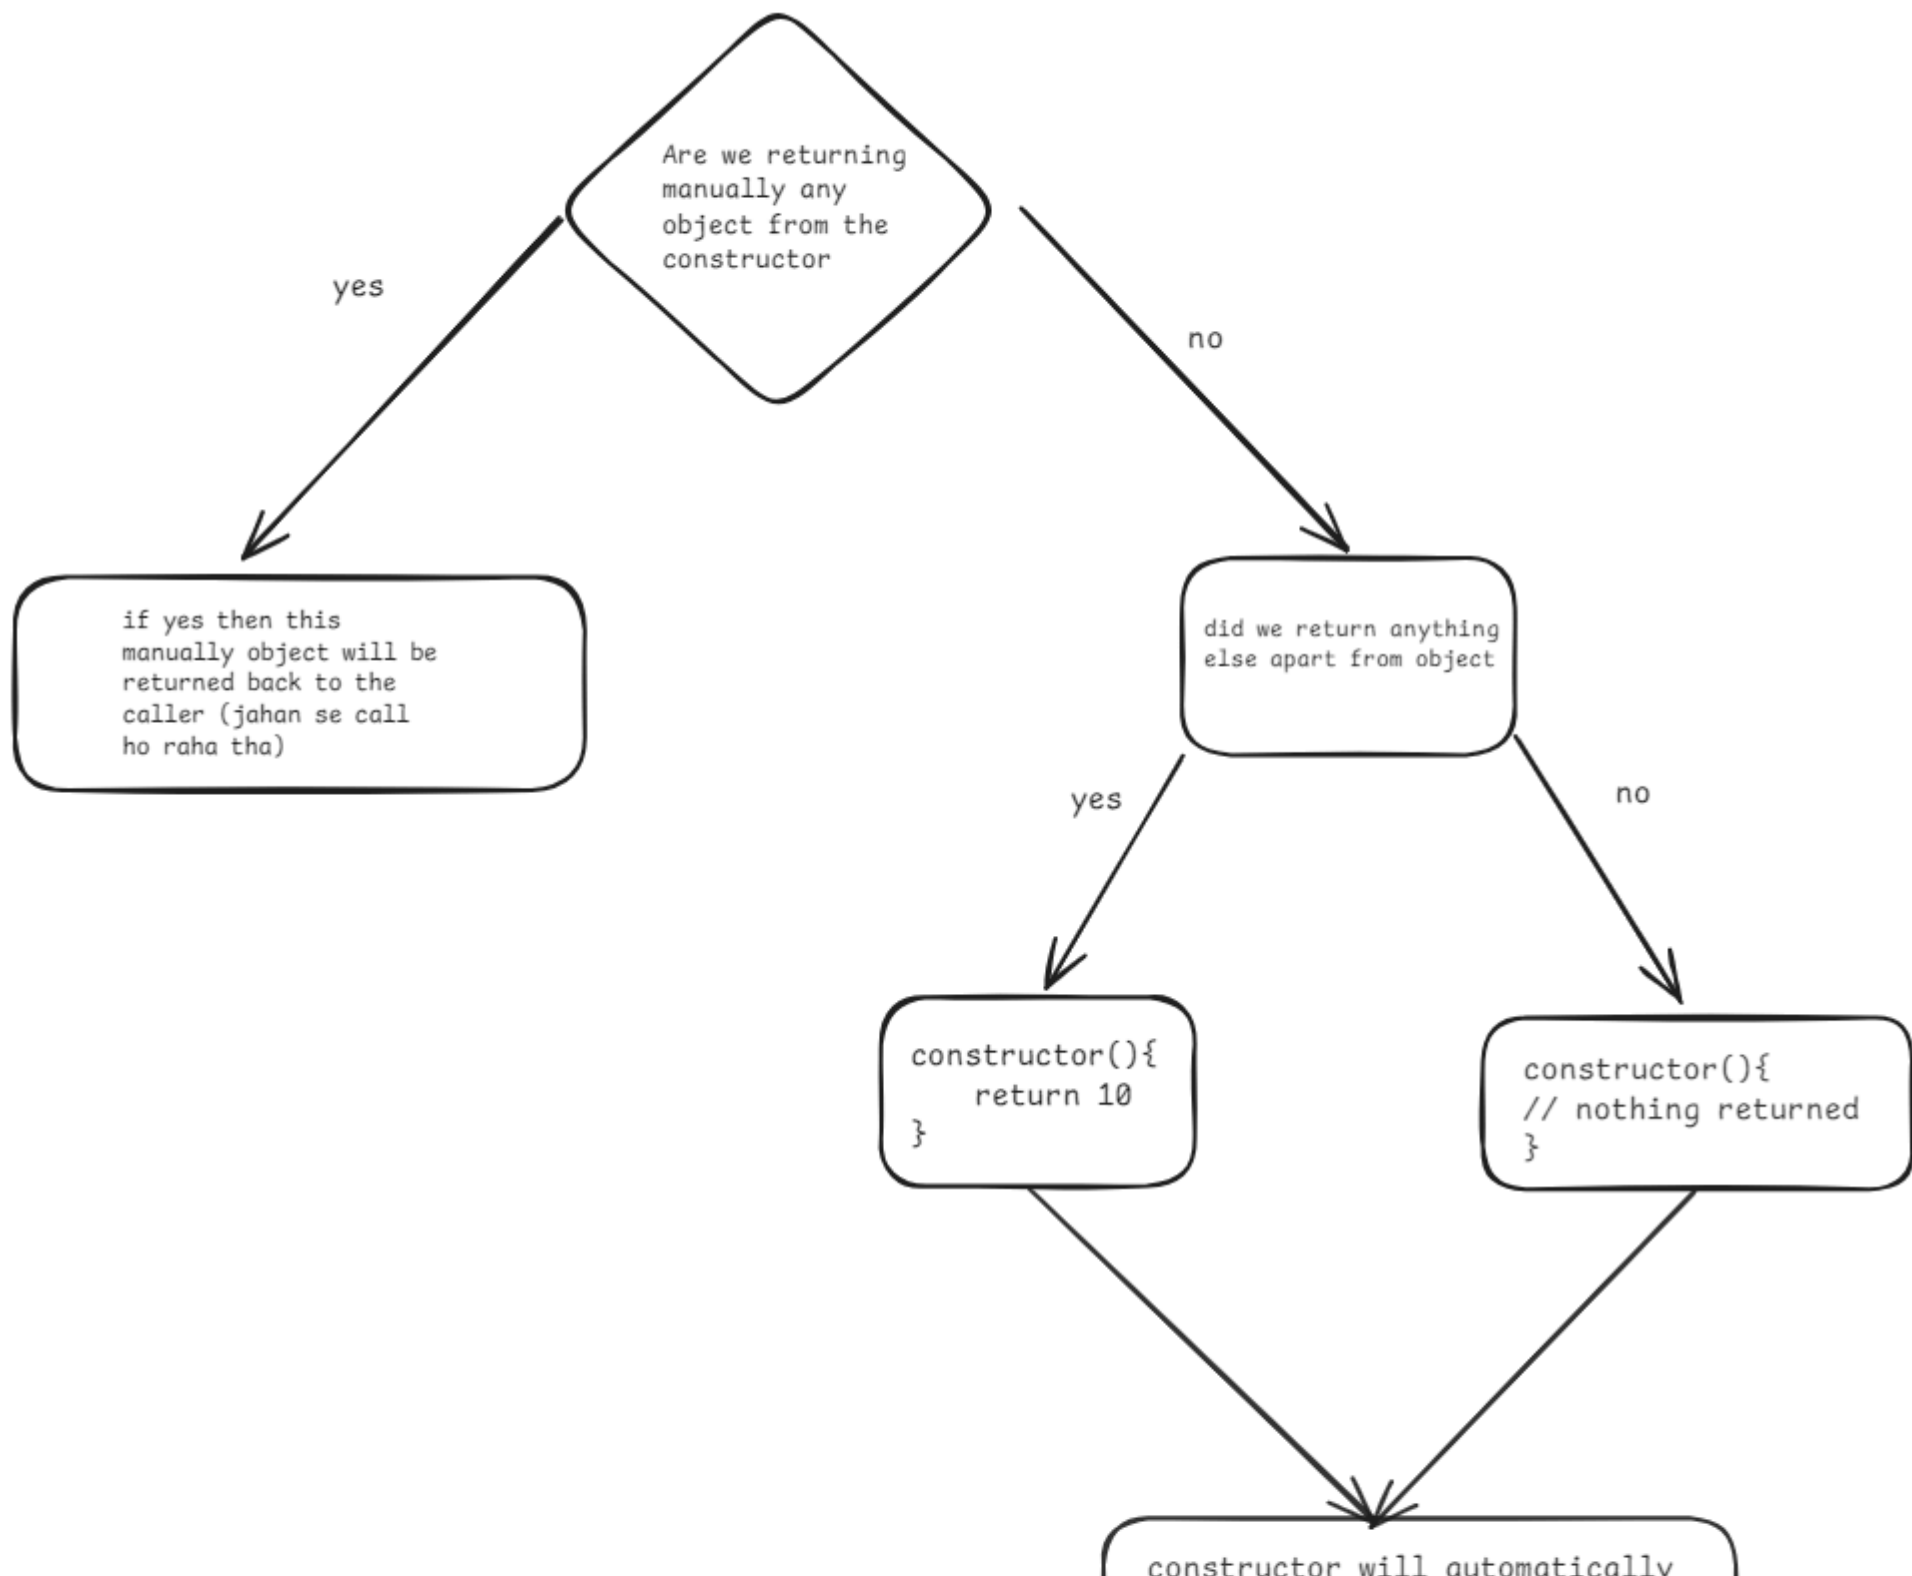 Are we returning
manually any
object from the
constructor
yes
no
if yes then this
manually object will be
returned back to the
caller (jahan se call
ho raha tha)
did we return anything
else apart from object
yes
no
constructor(){
return 10
}
constructor(){
// nothing returned
}
constructor will automatically